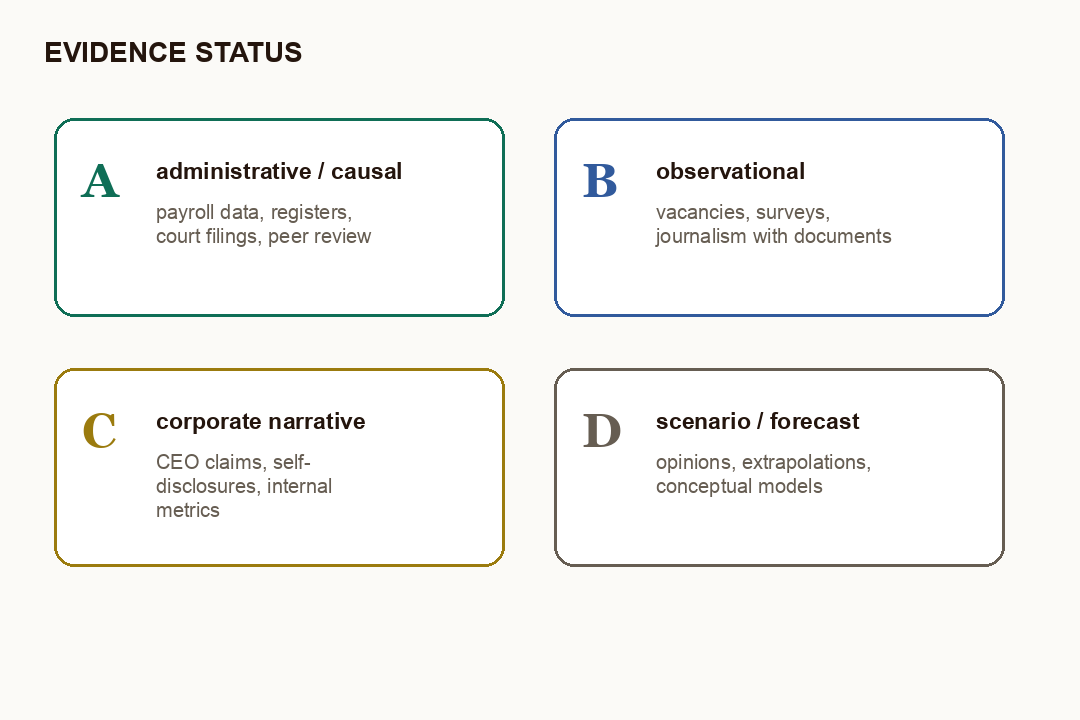 EVIDENCE STATUS
A
administrative / causal
payroll data, registers,
court filings, peer review
B
observational
vacancies, surveys,
journalism with documents
C
corporate narrative
CEO claims, self-
disclosures, internal
metrics
D
scenario / forecast
opinions, extrapolations,
conceptual models